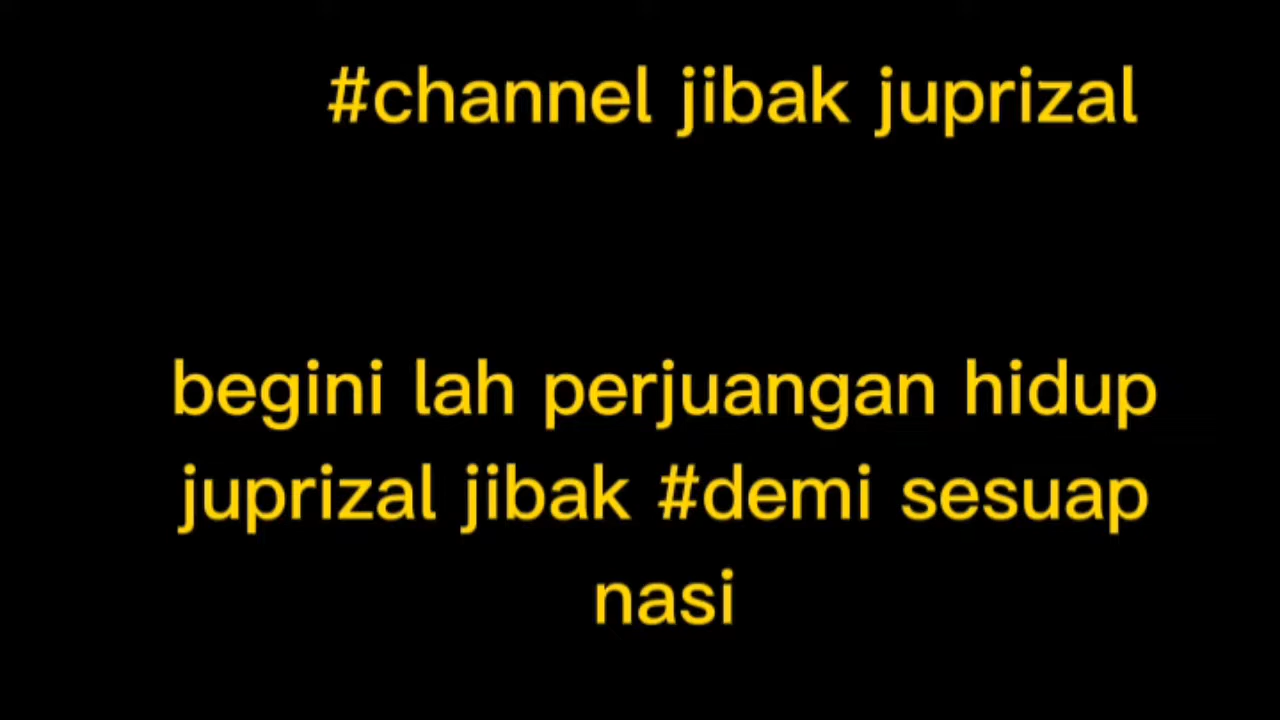 #channel jibak juprizal
begini lah perjuangan hidup
juprizal jibak #demi sesuap
nasi